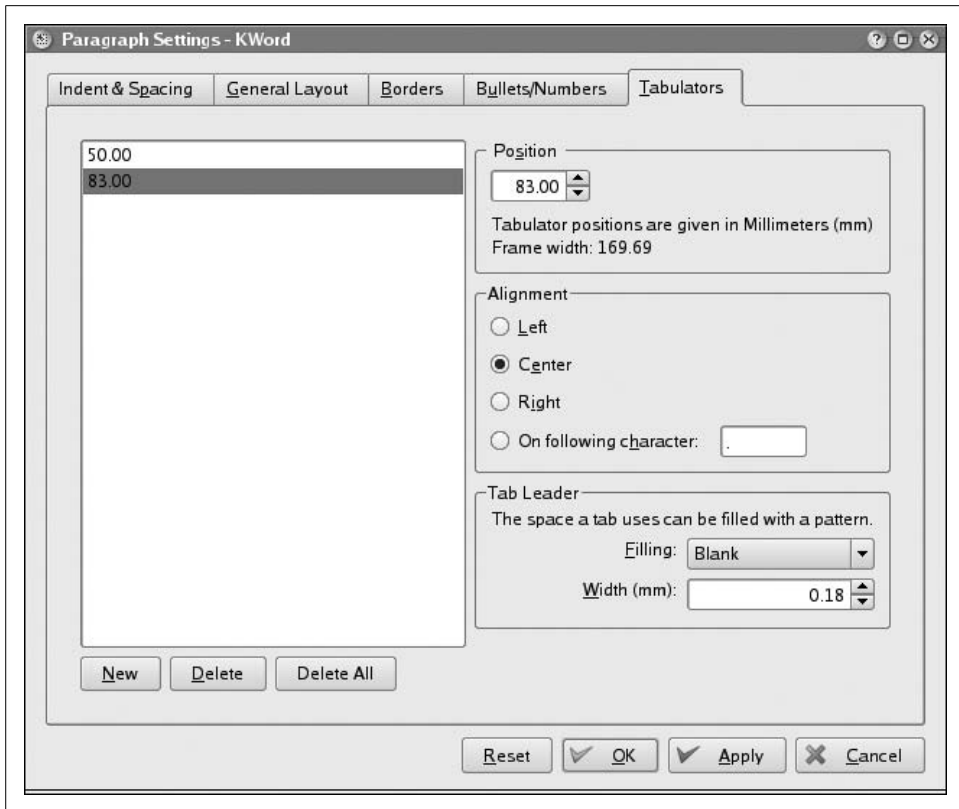 Paragraph Settings - KWord
Indent & Spacing General Layout Borders Bullets/Numbers Tabulators
50.00
83.00
Position
83.00
Tabulator positions are given in Millimeters (mm)
Frame width: 169.69
Alignment
Left
Center
Right
On following character: .
Tab Leader
The space a tab uses can be filled with a pattern.
Filling: Blank
Width (mm): 0.18
New Delete Delete All
Reset OK Apply Cancel